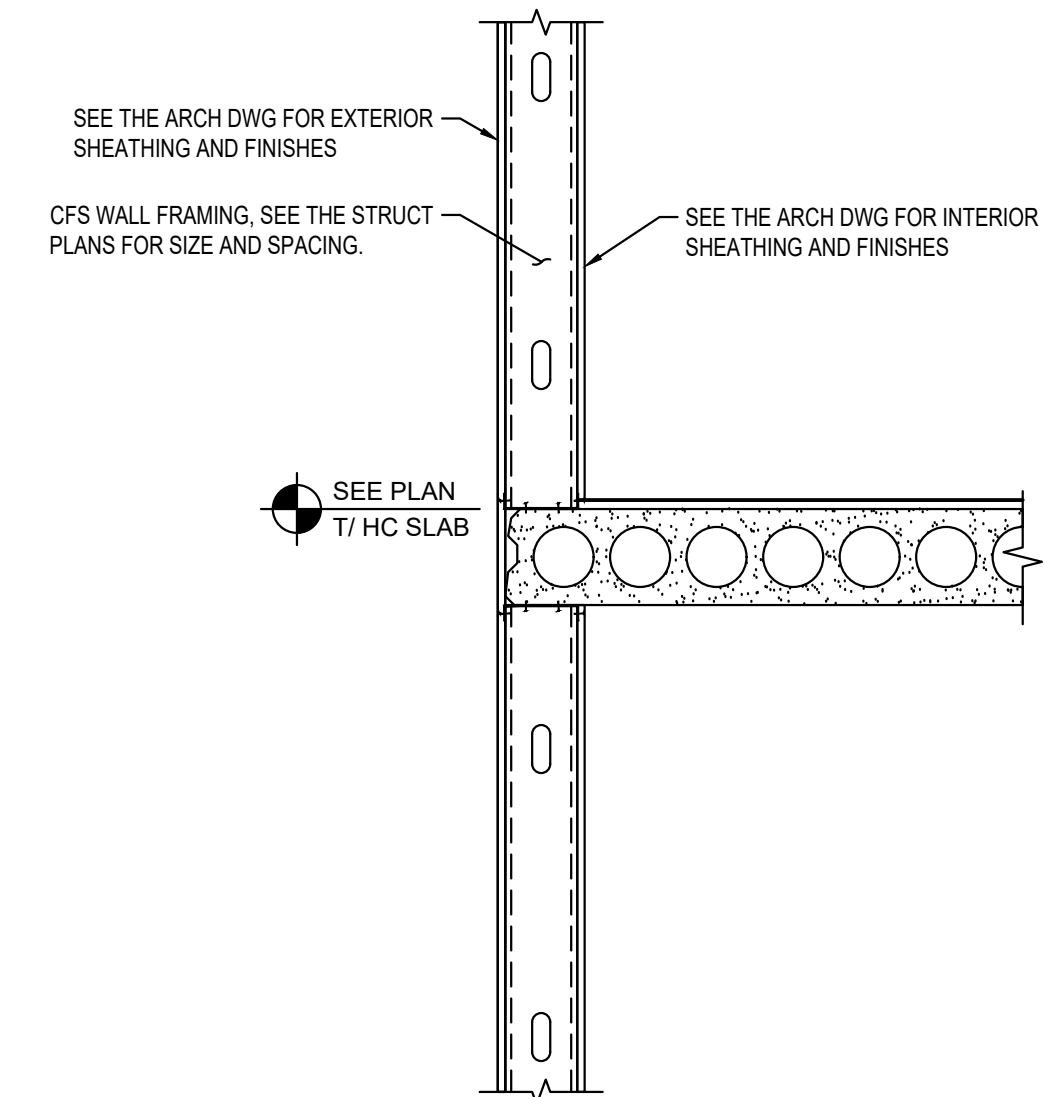 SEE THE ARCH DWG FOR EXTERIOR
SHEATHING AND FINISHES
CFS WALL FRAMING, SEE THE STRUCT
PLANS FOR SIZE AND SPACING.
SEE THE ARCH DWG FOR INTERIOR
SHEATHING AND FINISHES
SEE PLAN
T/ HC SLAB